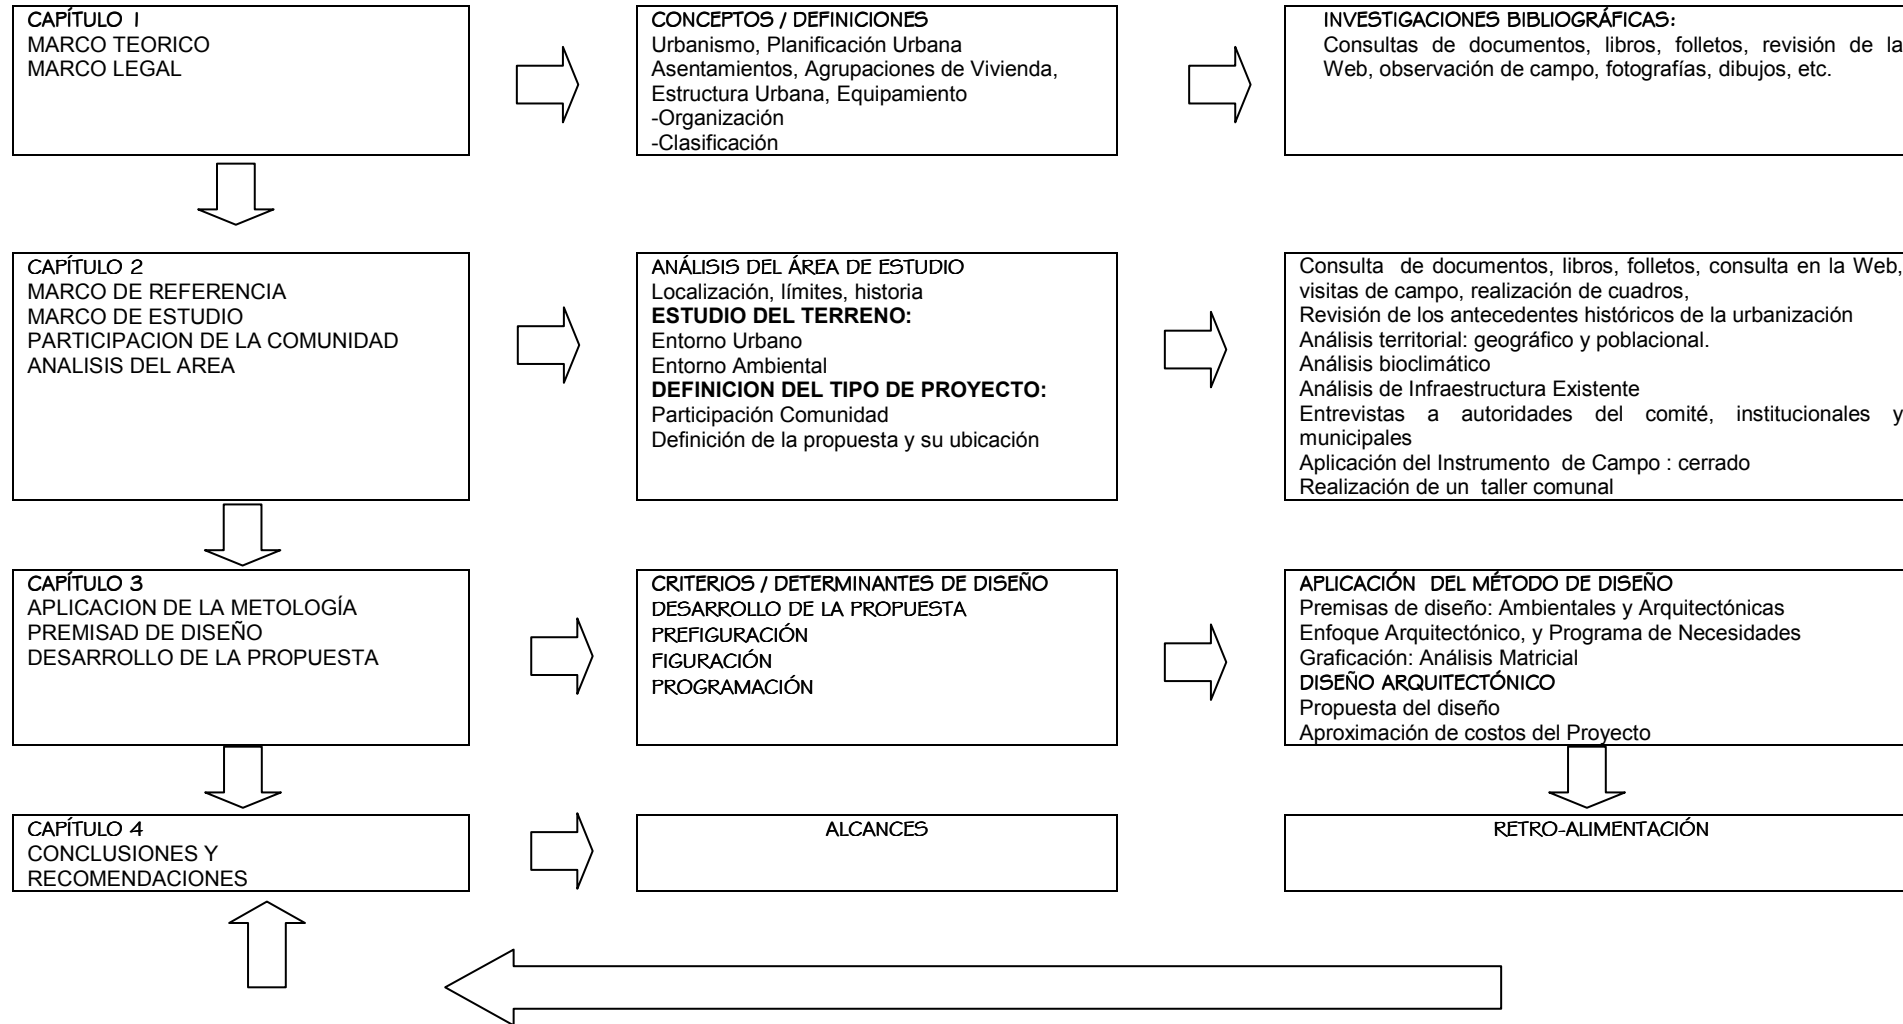 CAPÍTULO 1
MARCO TEORICO
MARCO LEGAL
CONCEPTOS / DEFINICIONES
Urbanismo, Planificación Urbana
Asentamientos, Agrupaciones de Vivienda,
Estructura Urbana, Equipamiento
-Organización
-Clasificación
INVESTIGACIONES BIBLIOGRÁFICAS:
Consultas de documentos, libros, folletos, revisión de la
Web, observación de campo, fotografías, dibujos, etc.
CAPÍTULO 2
MARCO DE REFERENCIA
MARCO DE ESTUDIO
PARTICIPACION DE LA COMUNIDAD
ANALISIS DEL AREA
ANÁLISIS DEL ÁREA DE ESTUDIO
Localización, límites, historia
ESTUDIO DEL TERRENO:
Entorno Urbano
Entorno Ambiental
DEFINICION DEL TIPO DE PROYECTO:
Participación Comunidad
Definición de la propuesta y su ubicación
Consulta de documentos, libros, folletos, consulta en la Web,
visitas de campo, realización de cuadros,
Revisión de los antecedentes históricos de la urbanización
Análisis territorial: geográfico y poblacional.
Análisis bioclimático
Análisis de Infraestructura Existente
Entrevistas a autoridades del comité, institucionales y
municipales
Aplicación del Instrumento de Campo : cerrado
Realización de un taller comunal
CAPÍTULO 3
APLICACION DE LA METOLOGÍA
PREMISAD DE DISEÑO
DESARROLLO DE LA PROPUESTA
CRITERIOS / DETERMINANTES DE DISEÑO
DESARROLLO DE LA PROPUESTA
PREFIGURACIÓN
FIGURACIÓN
PROGRAMACIÓN
APLICACIÓN DEL MÉTODO DE DISEÑO
Premisas de diseño: Ambientales y Arquitectónicas
Enfoque Arquitectónico, y Programa de Necesidades
Graficación: Análisis Matricial
DISEÑO ARQUITECTÓNICO
Propuesta del diseño
Aproximación de costos del Proyecto
CAPÍTULO 4
CONCLUSIONES Y
RECOMENDACIONES
ALCANCES
RETRO-ALIMENTACIÓN